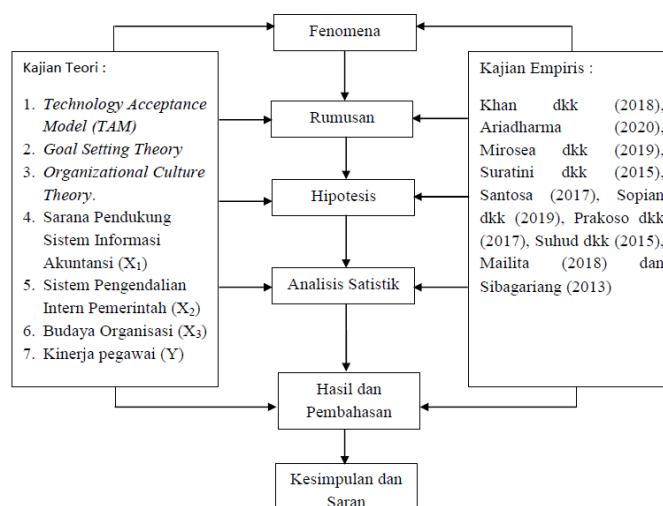 Fenomena
Kajian Teori :
1. Technology Acceptance
Model (TAM)
2. Goal Setting Theory
3. Organizational Culture
Theory.
4. Sarana Pendukung
Sistem Informasi
Akuntansi (X₁)
5. Sistem Pengendalian
Intern Pemerintah (X₂)
6. Budaya Organisasi (X₃)
7. Kinerja pegawai (Y)
Rumusan
Hipotesis
Analisis Satistik
Kajian Empiris :
Khan dkk (2018),
Ariadharma (2020),
Mirosea dkk (2019),
Suratini dkk (2015),
Santosa (2017), Sopian
dkk (2019), Prakoso dkk
(2017), Suhud dkk (2015),
Mailita (2018) dan
Sibagariang (2013)
Hasil dan
Pembahasan
Kesimpulan dan
Saran